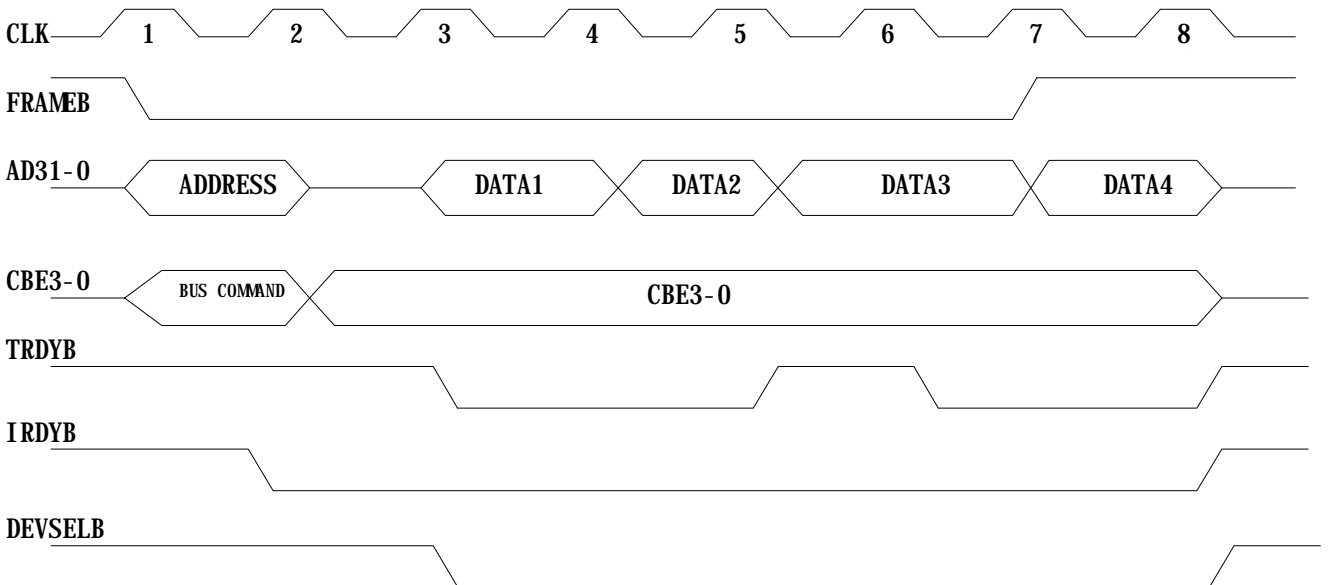 CLK 1 2 3 4 5 6 7 8
FRAMEB
AD31-0 ADDRESS DATA1 DATA2 DATA3 DATA4
CBE3-0 BUS COMMAND CBE3-0
TRDYB
IRDYB
DEVSELB